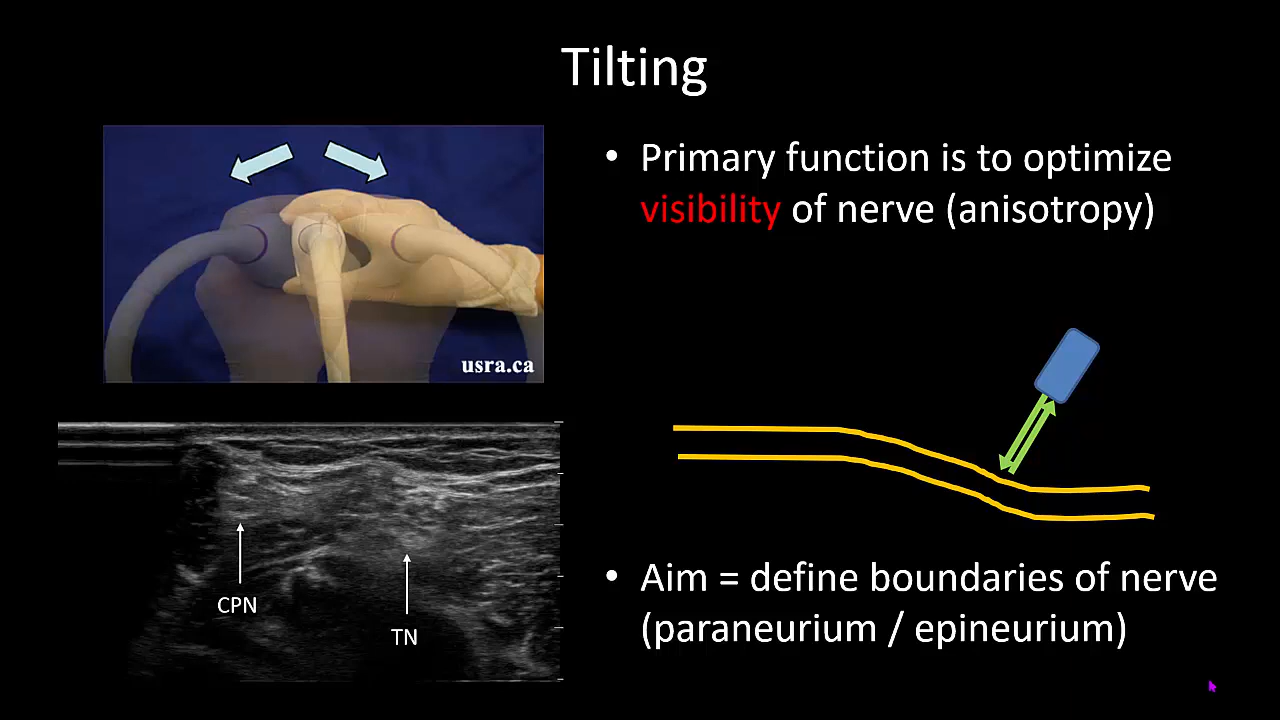 Tilting
usra.ca
• Primary function is to optimize
visibility of nerve (anisotropy)
CPN
TN
• Aim = define boundaries of nerve
(paraneurium / epineurium)